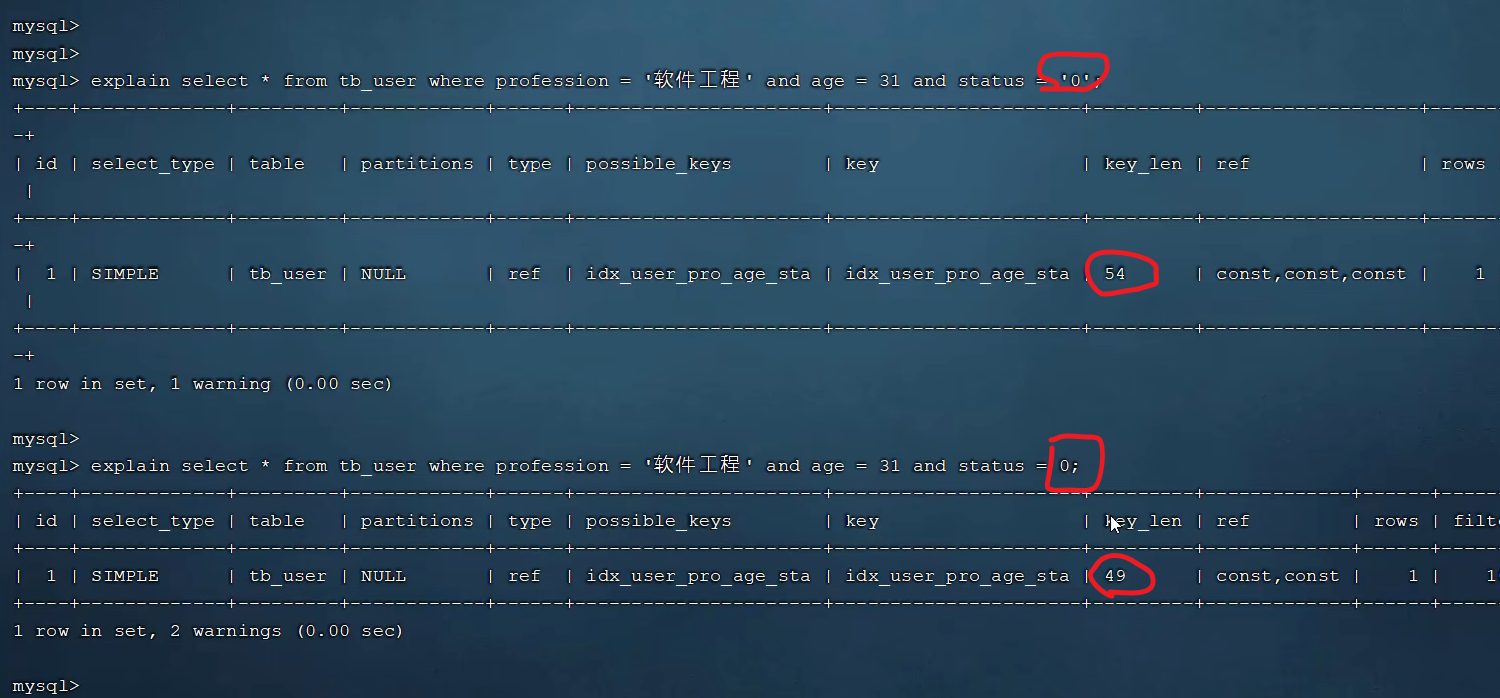 mysql>
mysql>
mysql> explain select * from tb_user where profession = '软件工程' and age = 31 and status = '0';
+----+-------------+---------+------------+------+----------------------+----------------------+---------+-------------------+------
-+
| id | select_type | table   | partitions | type | possible_keys        | key                  | key_len | ref               | rows
 |
+----+-------------+---------+------------+------+----------------------+----------------------+---------+-------------------+------
-+
|  1 | SIMPLE      | tb_user | NULL       | ref  | idx_user_pro_age_sta | idx_user_pro_age_sta | 54      | const,const,const |    1
 |
+----+-------------+---------+------------+------+----------------------+----------------------+---------+-------------------+------
-+
1 row in set, 1 warning (0.00 sec)
mysql>
mysql> explain select * from tb_user where profession = '软件工程' and age = 31 and status = 0;
+----+-------------+---------+------------+------+----------------------+----------------------+---------+-------------+------+------
| id | select_type | table   | partitions | type | possible_keys        | key                  | key_len | ref         | rows | filt
+----+-------------+---------+------------+------+----------------------+----------------------+---------+-------------+------+------
|  1 | SIMPLE      | tb_user | NULL       | ref  | idx_user_pro_age_sta | idx_user_pro_age_sta | 49      | const,const |    1 |    1
+----+-------------+---------+------------+------+----------------------+----------------------+---------+-------------+------+------
1 row in set, 2 warnings (0.00 sec)
mysql>